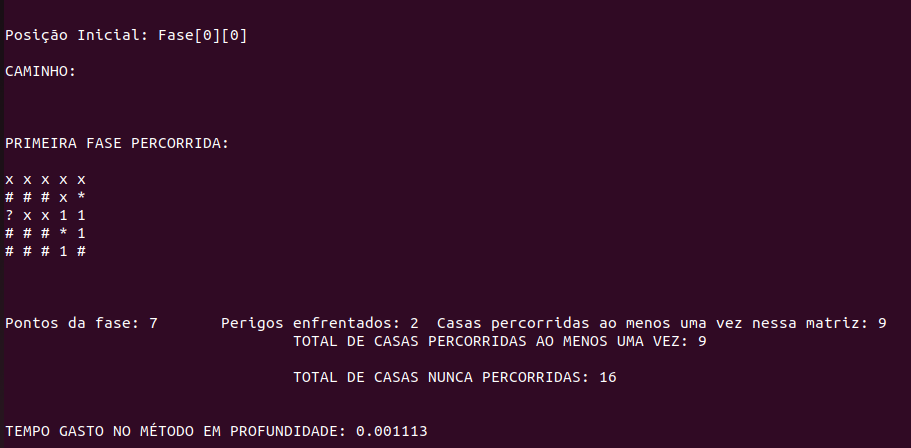 Posição Inicial: Fase[0][0]
CAMINHO:
PRIMEIRA FASE PERCORRIDA:
x x x x x
# # # x *
? x x 1 1
# # # * 1
# # # 1 #
Pontos da fase: 7 Perigos enfrentados: 2 Casas percorridas ao menos uma vez nessa matriz: 9
TOTAL DE CASAS PERCORRIDAS AO MENOS UMA VEZ: 9
TOTAL DE CASAS NUNCA PERCORRIDAS: 16
TEMPO GASTO NO MÉTODO EM PROFUNDIDADE: 0.001113